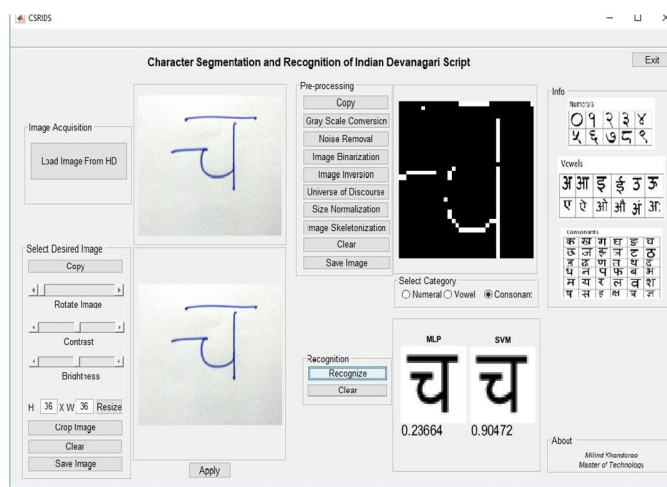 CSRIDS
Character Segmentation and Recognition of Indian Devanagari Script
Exit
Image Acquisition
Load Image From HD
च
Select Desired Image
Copy
Rotate Image
Contrast
Brightness
H 36 X W 36 Resize
Crop Image
Clear
Save Image
च
Apply
Pre-processing
Copy
Gray Scale Conversion
Noise Removal
Image Binarization
Image Inversion
Universe of Discourse
Size Normalization
Image Skeletonization
Clear
Save Image
Select Category
Numeral Vowel Consonant
Recognition
Recognize
Clear
MLP SVM
च च
0.23664 0.90472
Info
Numerals
० १ २ ३ ४
५ ६ ७ ८ ९
Vowels
अ आ इ ई उ ऊ
ए ऐ ओ औ अं अः
Consonants
क ख ग घ ङ च
म य र ल व श
About
Milind Khanderao
Master of Technology